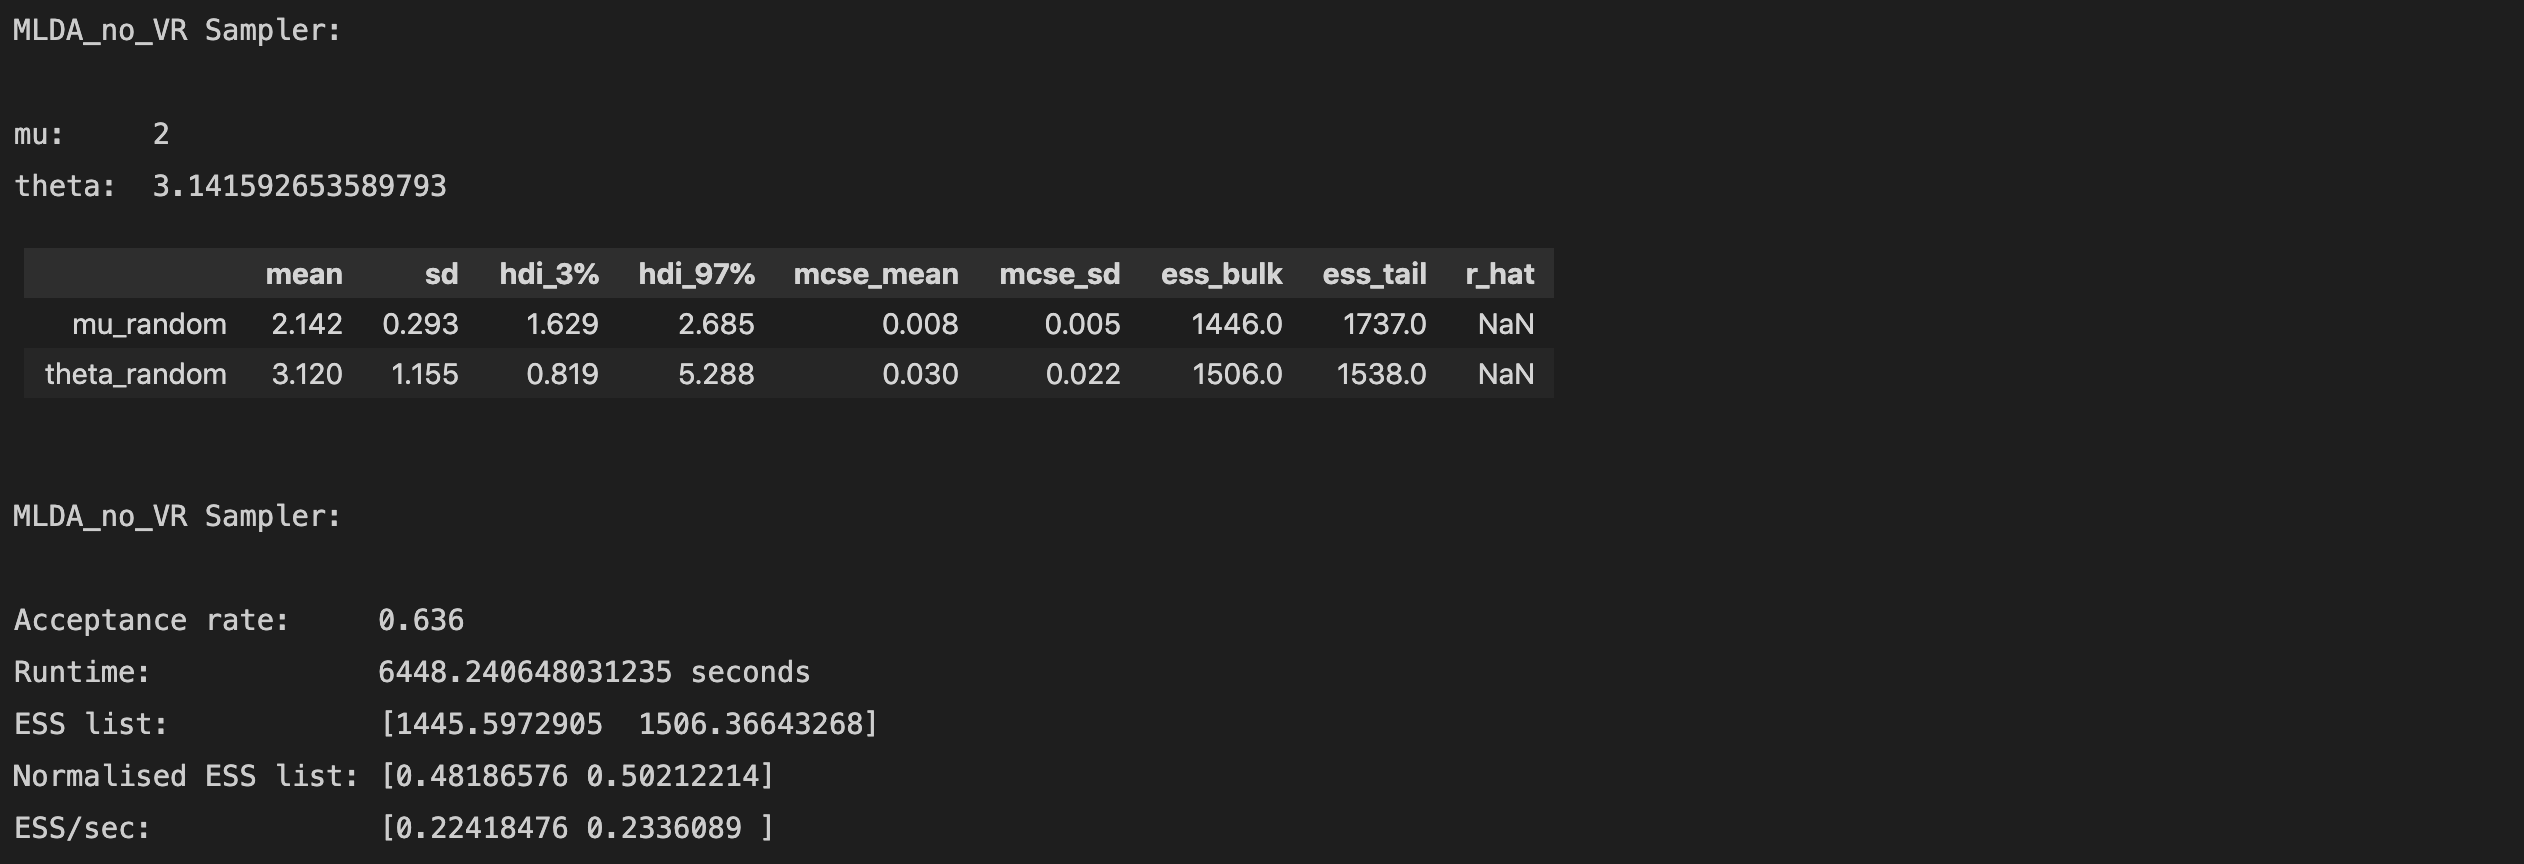 MLDA_no_VR Sampler:
mu:     2
theta:  3.141592653589793
mean sd hdi_3% hdi_97% mcse_mean mcse_sd ess_bulk ess_tail r_hat
mu_random 2.142 0.293 1.629 2.685 0.008 0.005 1446.0 1737.0 NaN
theta_random 3.120 1.155 0.819 5.288 0.030 0.022 1506.0 1538.0 NaN
MLDA_no_VR Sampler:
Acceptance rate:     0.636
Runtime:             6448.240648031235 seconds
ESS list:            [1445.5972905  1506.36643268]
Normalised ESS list: [0.48186576 0.50212214]
ESS/sec:             [0.22418476 0.2336089 ]